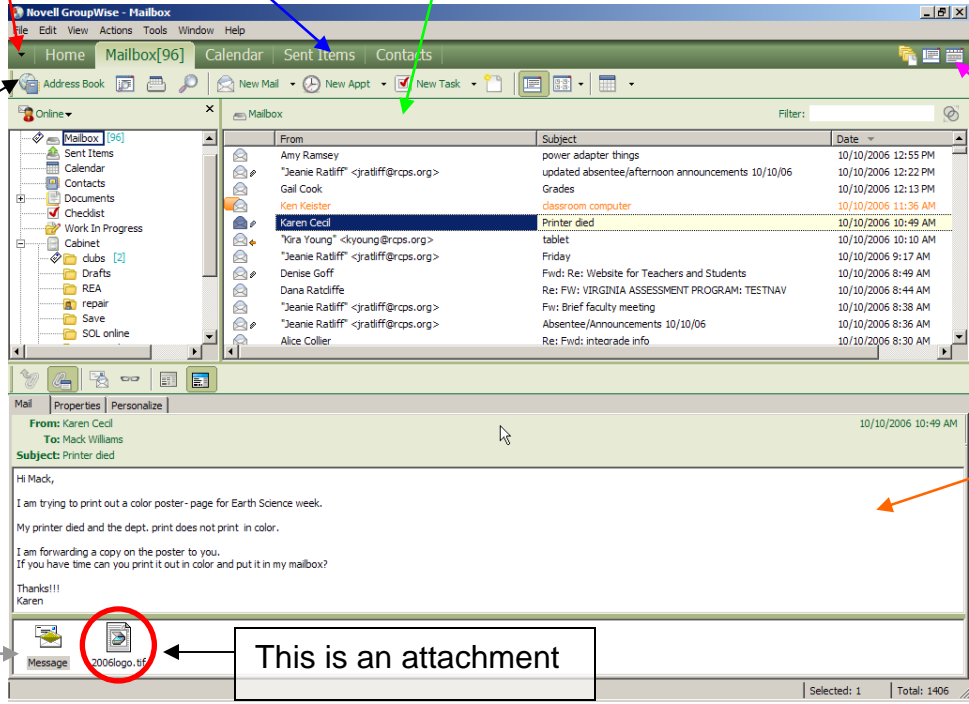 Novell GroupWise - Mailbox
File Edit View Actions Tools Window Help
Home Mailbox[96] Calendar Sent Items Contacts
Address Book New Mail New Appt New Task
Online Mailbox Filter:
Mailbox [96]
Sent Items
Calendar
Contacts
Documents
Checklist
Work In Progress
Cabinet
clubs [2]
Drafts
REA
repair
Save
SOL online
From Subject Date
Amy Ramsey power adapter things 10/10/2006 12:55 PM
"Jeanie Ratliff" <jratliff@rcps.org> updated absentee/afternoon announcements 10/10/06 10/10/2006 12:22 PM
Gail Cook Grades 10/10/2006 12:13 PM
Ken Keister classroom computer 10/10/2006 11:36 AM
Karen Cecil Printer died 10/10/2006 10:49 AM
"Kira Young" <kyoung@rcps.org> tablet 10/10/2006 10:10 AM
"Jeanie Ratliff" <jratliff@rcps.org> Friday 10/10/2006 9:17 AM
Denise Goff Fwd: Re: Website for Teachers and Students 10/10/2006 8:49 AM
Dana Ratcliffe Re: FW: VIRGINIA ASSESSMENT PROGRAM: TESTNAV 10/10/2006 8:44 AM
"Jeanie Ratliff" <jratliff@rcps.org> Fw: Brief faculty meeting 10/10/2006 8:38 AM
"Jeanie Ratliff" <jratliff@rcps.org> Absentee/Announcements 10/10/06 10/10/2006 8:36 AM
Alice Collier Re: Fwd: integrade info 10/10/2006 8:30 AM
Mail Properties Personalize
From: Karen Cecil 10/10/2006 10:49 AM
To: Mack Williams
Subject: Printer died
Hi Mack,
I am trying to print out a color poster- page for Earth Science week.
My printer died and the dept. print does not print in color.
I am forwarding a copy on the poster to you.
If you have time can you print it out in color and put it in my mailbox?
Thanks!!!
Karen
Message 2006logo.tif
This is an attachment
Selected: 1 Total: 1406